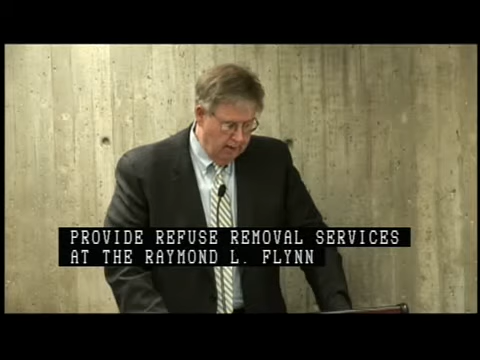 PROVIDE REFUSE REMOVAL SERVICES
AT THE RAYMOND L. FLYNN